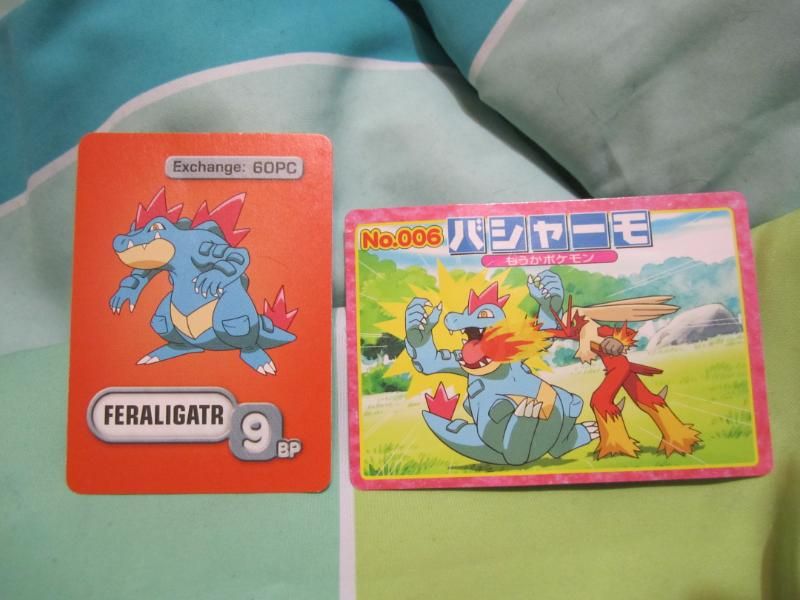 Exchange: 60PC
FERALIGATR
9
BP
No.006 バシャーモ
もうかポケモン